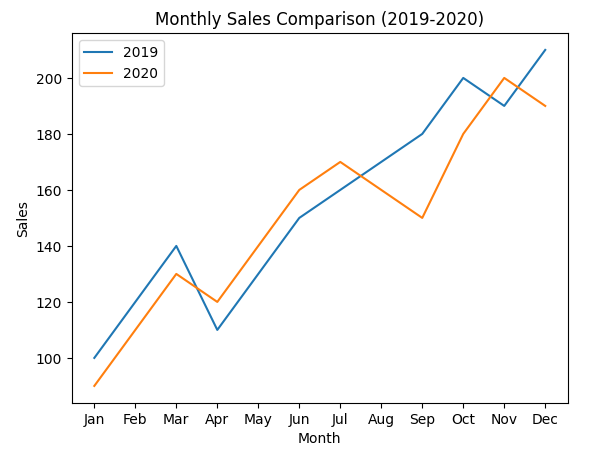 Monthly Sales Comparison (2019-2020)
2019
2020
Sales
200
180
160
140
120
100
Jan Feb Mar Apr May Jun Jul Aug Sep Oct Nov Dec
Month